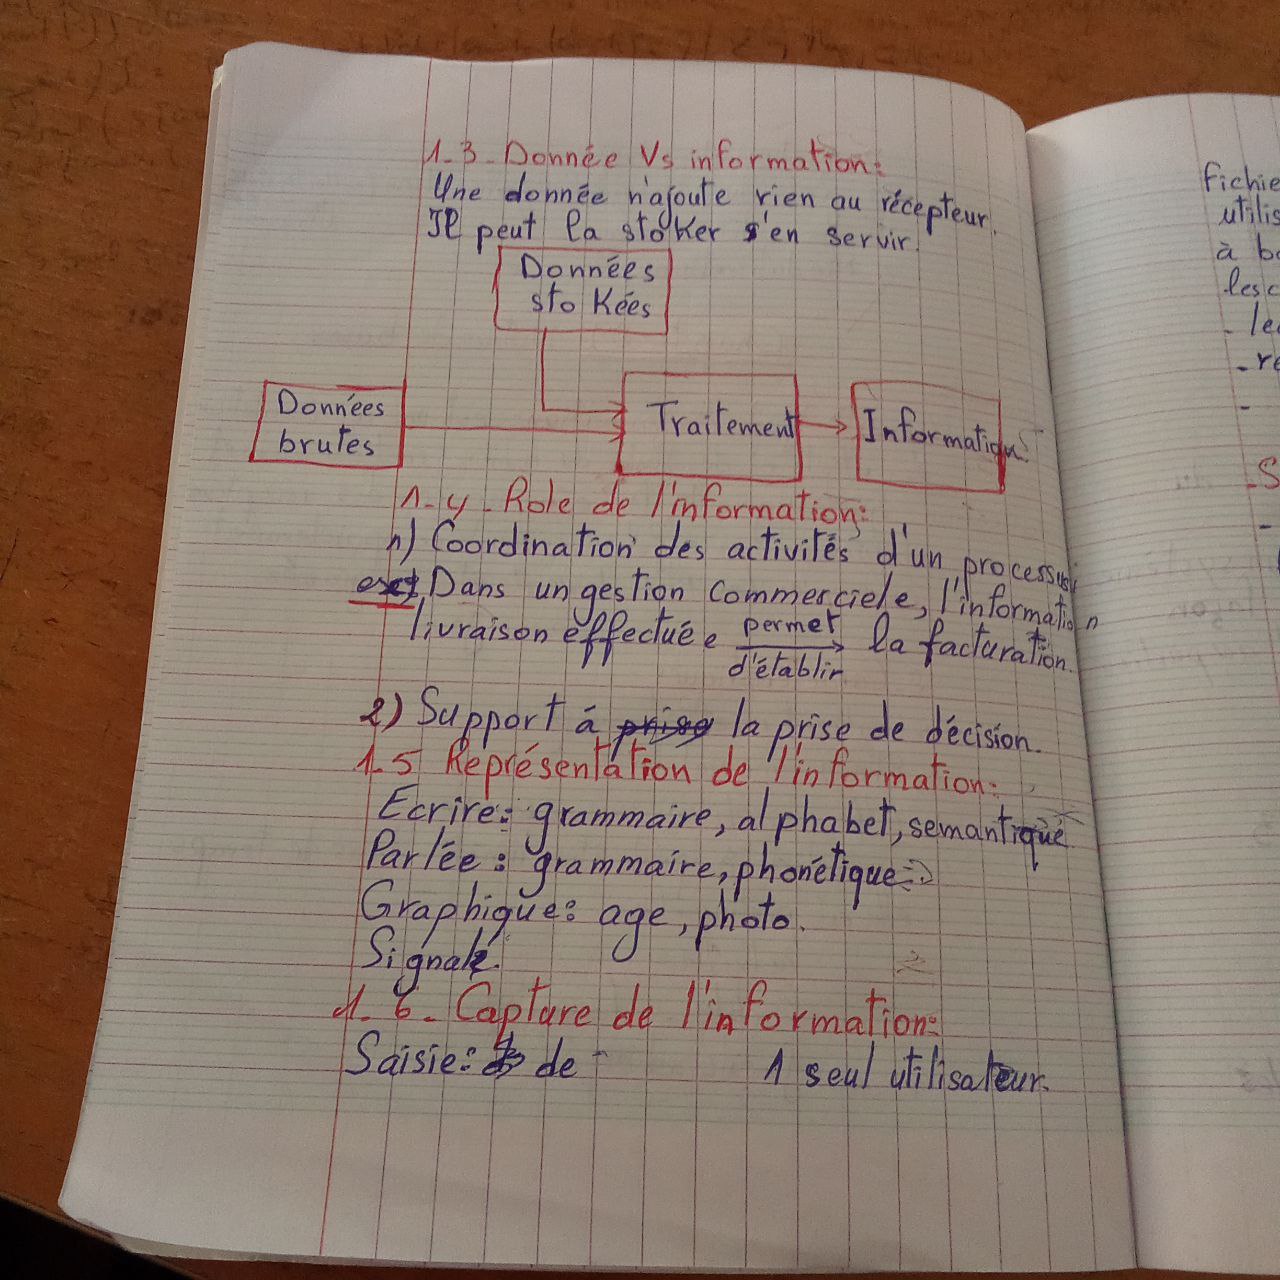 1-3-Donnée Vs information:
Une donnée n'ajoute rien au récepteur.
Il peut la stoker s'en servir.
Données
stokées
Données
brutes
Traitement
Information
1-4-Role de l'information:
1) Coordination des activités d'un processus
ex: Dans un gestion commerciele, l'information
livraison effectuée permet d'établir la facturation.
2) Support á la prise de décision.
1.5 Représentation de l'information:
Ecrire: grammaire, alphabet, semantique
Parlée: grammaire, phonétique
Graphique: age, photo.
Signale
1-6-Capture de l'information:
Saisie: de 1 seul utilisateur.
fichie
utilis
à b
les c
- le
- re
-
-S
-